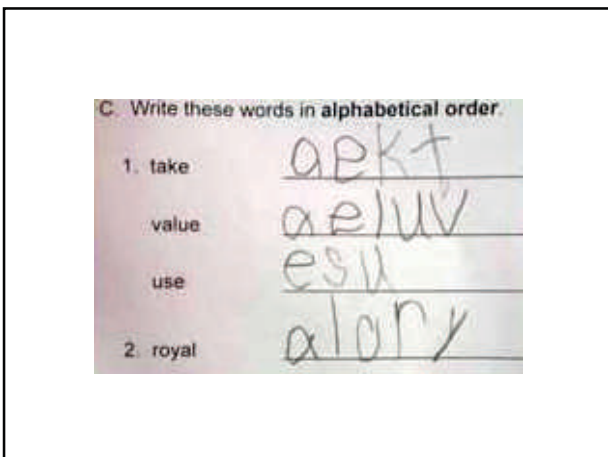 C. Write these words in alphabetical order.
1. take aekt
value aeluv
use esu
2. royal alory